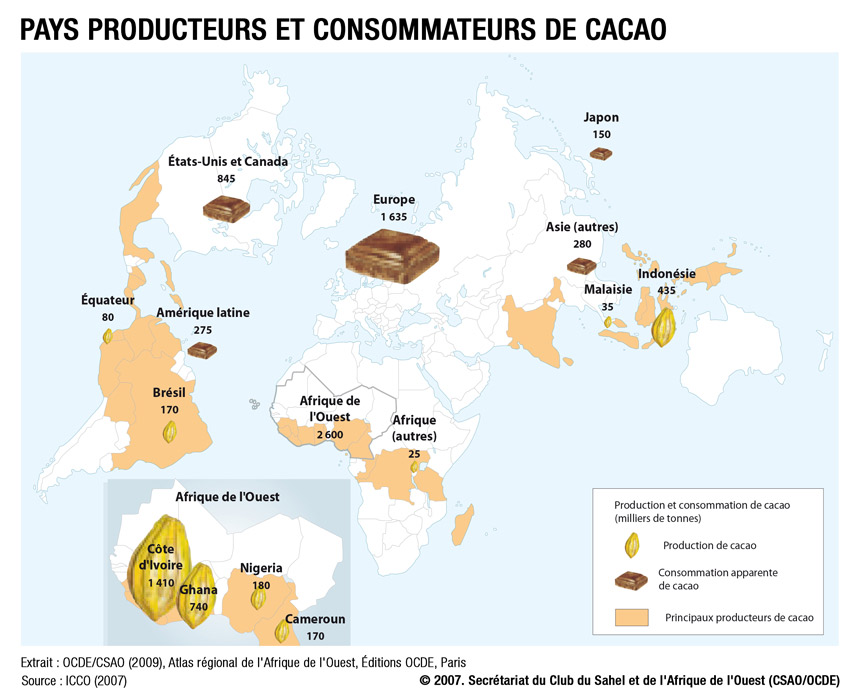 PAYS PRODUCTEURS ET CONSOMMATEURS DE CACAO
Japon
150
États-Unis et Canada
845
Europe
1 635
Asie (autres)
280
Indonésie
435
Malaisie
35
Équateur
80
Amérique latine
275
Brésil
170
Afrique de
l'Ouest
2 600
Afrique
(autres)
25
Afrique de l'Ouest
Côte
d'Ivoire
1 410
Ghana
740
Nigeria
180
Cameroun
170
Production et consommation de cacao
(milliers de tonnes)
Production de cacao
Consommation apparente
de cacao
Principaux producteurs de cacao
Extrait : OCDE/CSAO (2009), Atlas régional de l'Afrique de l'Ouest, Éditions OCDE, Paris
Source : ICCO (2007)
© 2007. Secrétariat du Club du Sahel et de l'Afrique de l'Ouest (CSAO/OCDE)